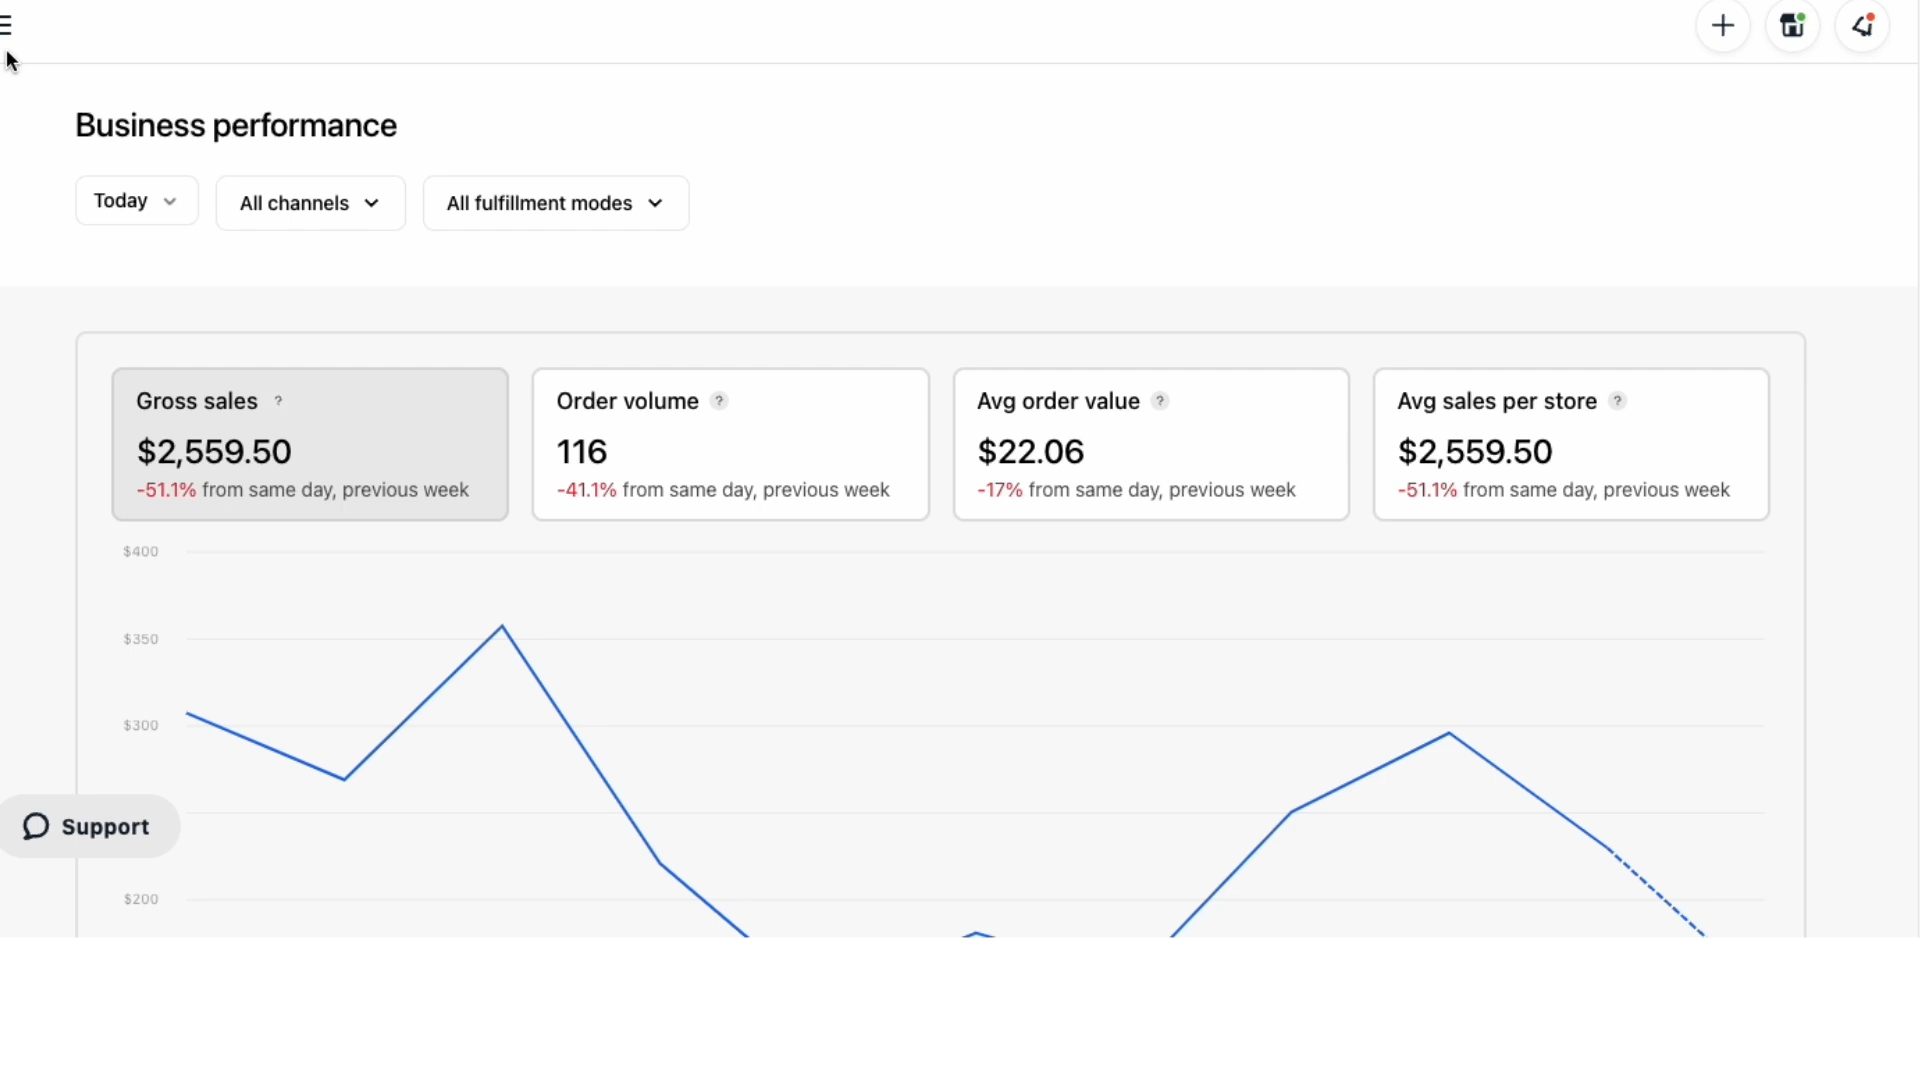 Business performance
Today
All channels
All fulfillment modes
Gross sales ?
$2,559.50
-51.1% from same day, previous week
Order volume ?
116
-41.1% from same day, previous week
Avg order value ?
$22.06
-17% from same day, previous week
Avg sales per store ?
$2,559.50
-51.1% from same day, previous week
$400
$350
$300
Support
$200